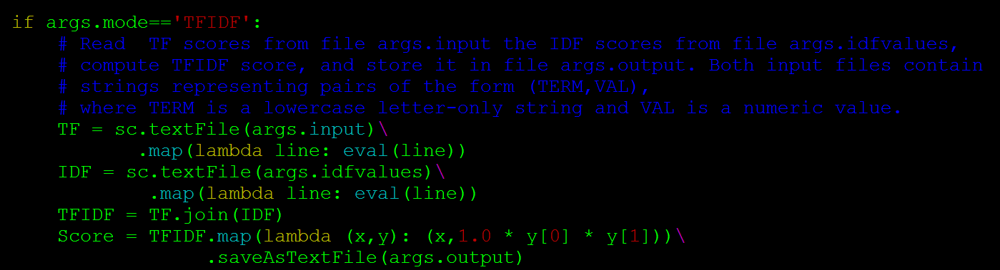 if args.mode=='TFIDF':
    # Read  TF scores from file args.input the IDF scores from file args.idfvalues,
    # compute TFIDF score, and store it in file args.output. Both input files contain
    # strings representing pairs of the form (TERM,VAL),
    # where TERM is a lowercase letter-only string and VAL is a numeric value.
    TF = sc.textFile(args.input)\
           .map(lambda line: eval(line))
    IDF = sc.textFile(args.idfvalues)\
            .map(lambda line: eval(line))
    TFIDF = TF.join(IDF)
    Score = TFIDF.map(lambda (x,y): (x,1.0 * y[0] * y[1]))\
                 .saveAsTextFile(args.output)